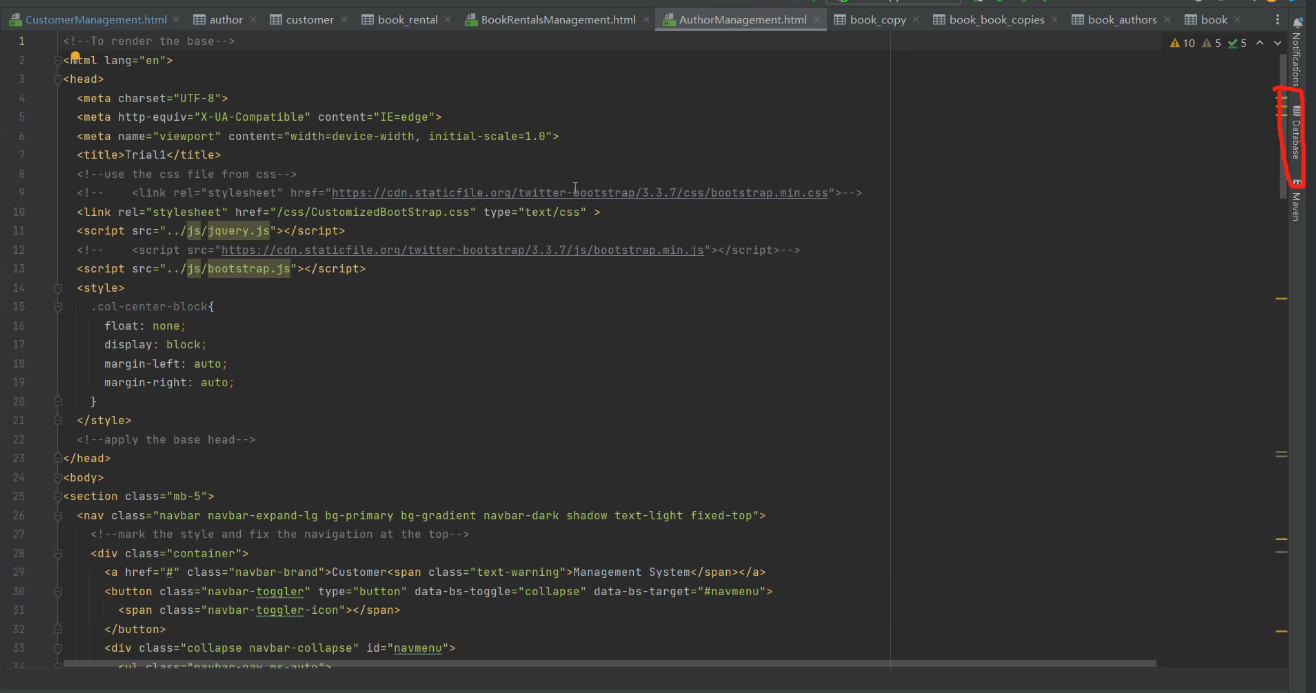 CustomerManagement.html author customer book_rental BookRentalsManagement.html AuthorManagement.html book_copy book_book_copies book_authors book
10 5 5
Notifications
Database
Maven
1 <!--To render the base-->
2 <html lang="en">
3 <head>
4 <meta charset="UTF-8">
5 <meta http-equiv="X-UA-Compatible" content="IE=edge">
6 <meta name="viewport" content="width=device-width, initial-scale=1.0">
7 <title>Trial1</title>
8 <!--use the css file from css-->
9 <!-- <link rel="stylesheet" href="https://cdn.staticfile.org/twitter-bootstrap/3.3.7/css/bootstrap.min.css">-->
10 <link rel="stylesheet" href="/css/CustomizedBootStrap.css" type="text/css" >
11 <script src="../js/jquery.js"></script>
12 <!-- <script src="https://cdn.staticfile.org/twitter-bootstrap/3.3.7/js/bootstrap.min.js"></script>-->
13 <script src="../js/bootstrap.js"></script>
14 <style>
15 .col-center-block{
16 float: none;
17 display: block;
18 margin-left: auto;
19 margin-right: auto;
20 }
21 </style>
22 <!--apply the base head-->
23 </head>
24 <body>
25 <section class="mb-5">
26 <nav class="navbar navbar-expand-lg bg-primary bg-gradient navbar-dark shadow text-light fixed-top">
27 <!--mark the style and fix the navigation at the top-->
28 <div class="container">
29 <a href="#" class="navbar-brand">Customer<span class="text-warning">Management System</span></a>
30 <button class="navbar-toggler" type="button" data-bs-toggle="collapse" data-bs-target="#navmenu">
31 <span class="navbar-toggler-icon"></span>
32 </button>
33 <div class="collapse navbar-collapse" id="navmenu">
34 <ul class="navbar-nav ms-auto">